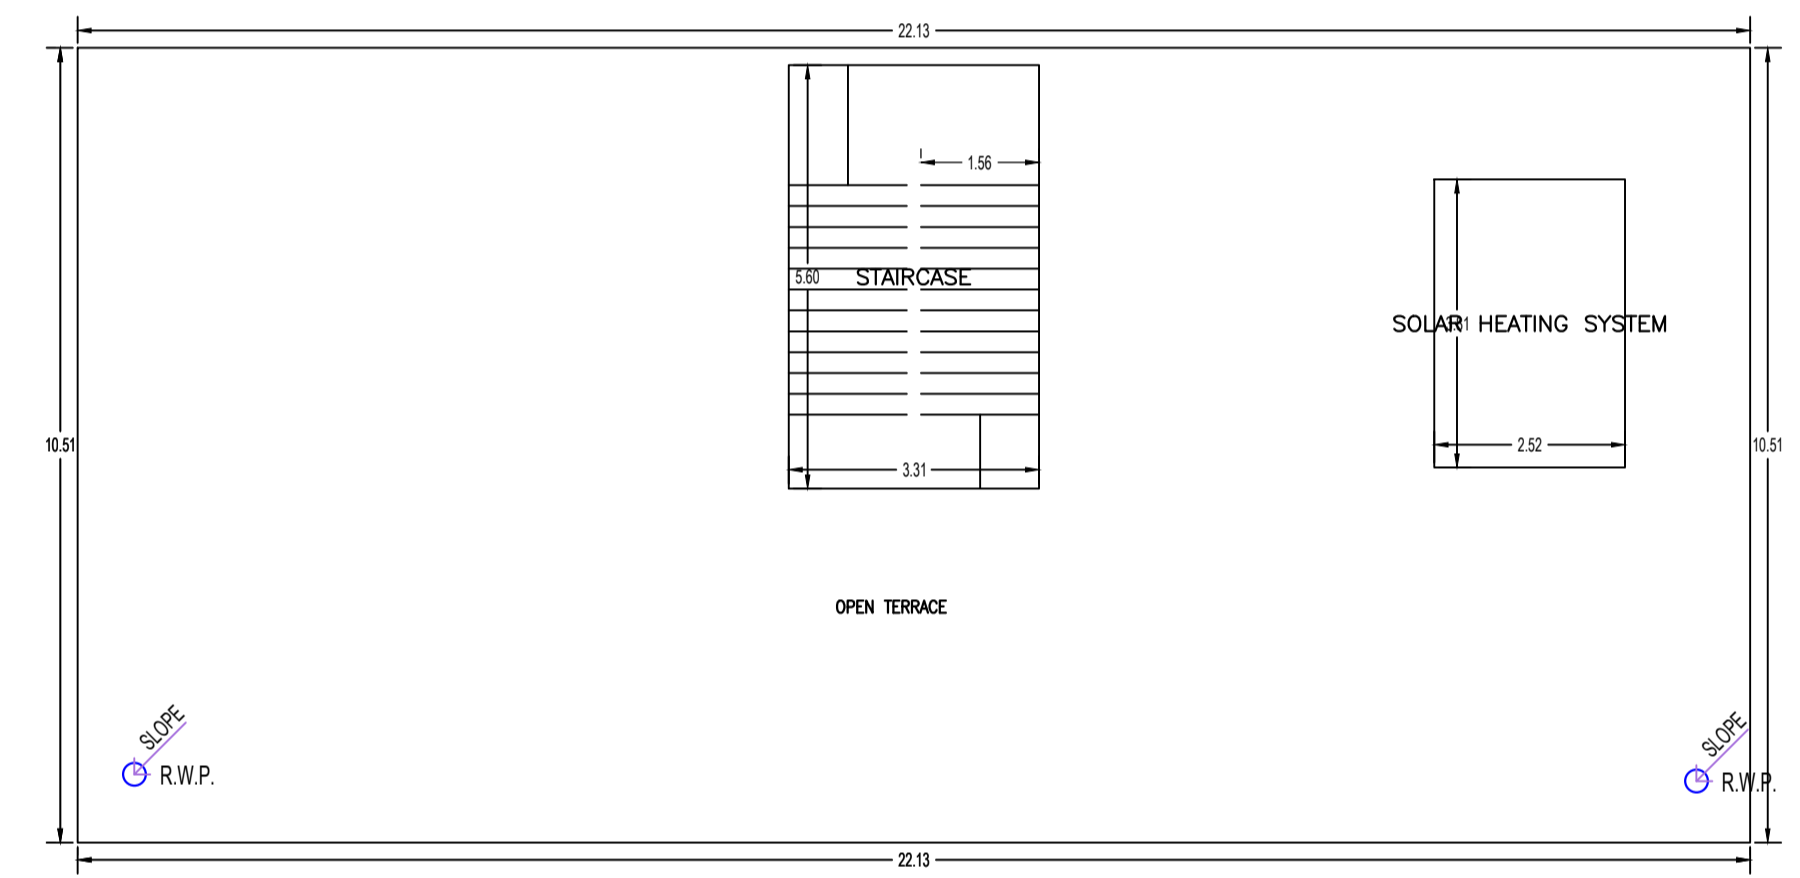 22.13
1.56
5.60
STAIRCASE
SOLAR HEATING SYSTEM
10.51
2.52
10.51
3.31
OPEN TERRACE
SLOPE
R.W.P.
SLOPE
R.W.P.
22.13